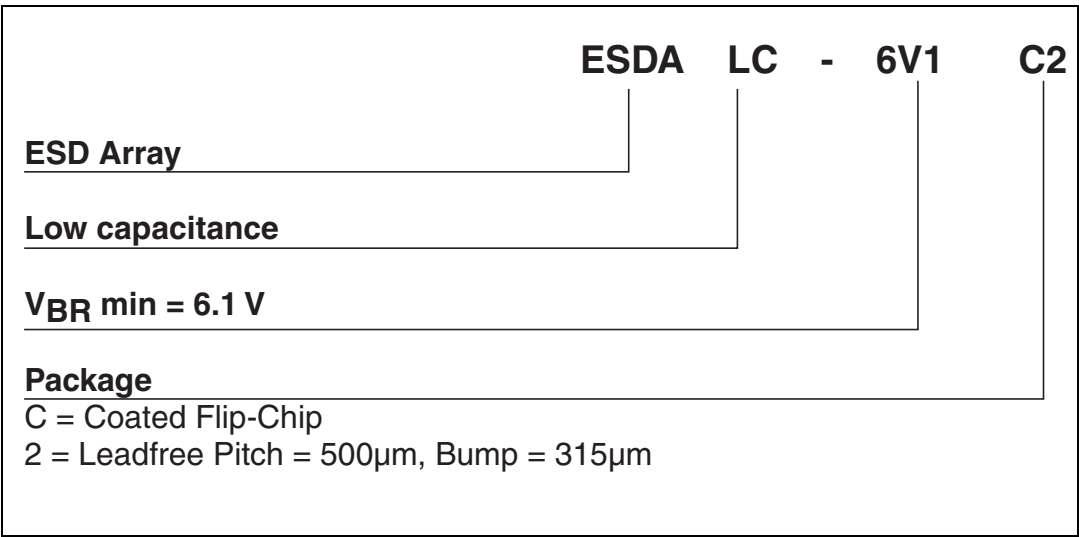 ESDA LC - 6V1 C2
ESD Array
Low capacitance
VBR min = 6.1 V
Package
C = Coated Flip-Chip
2 = Leadfree Pitch = 500µm, Bump = 315µm